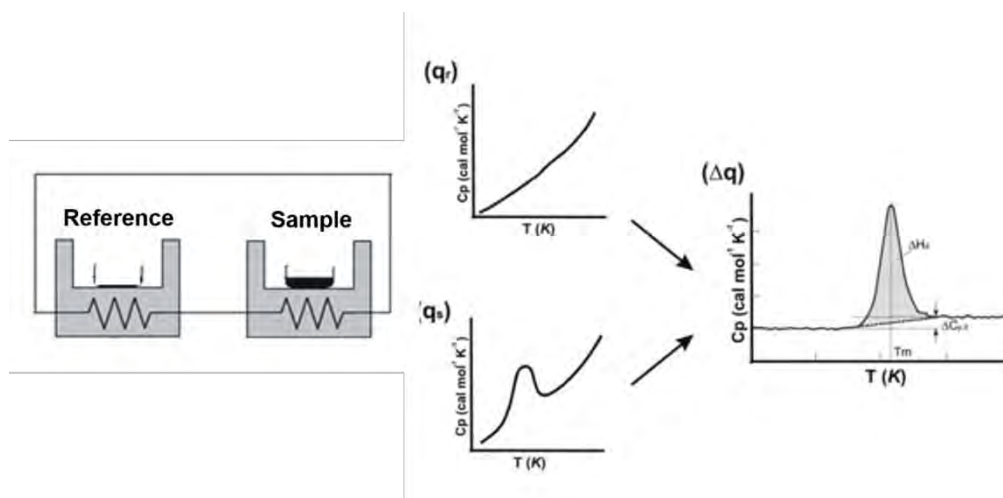 Reference
Sample
(qr)
Cp (cal mol⁻¹ K⁻¹)
T (K)
(qs)
Cp (cal mol⁻¹ K⁻¹)
T (K)
(Δq)
Cp (cal mol⁻¹ K⁻¹)
ΔHd
Tm
T (K)